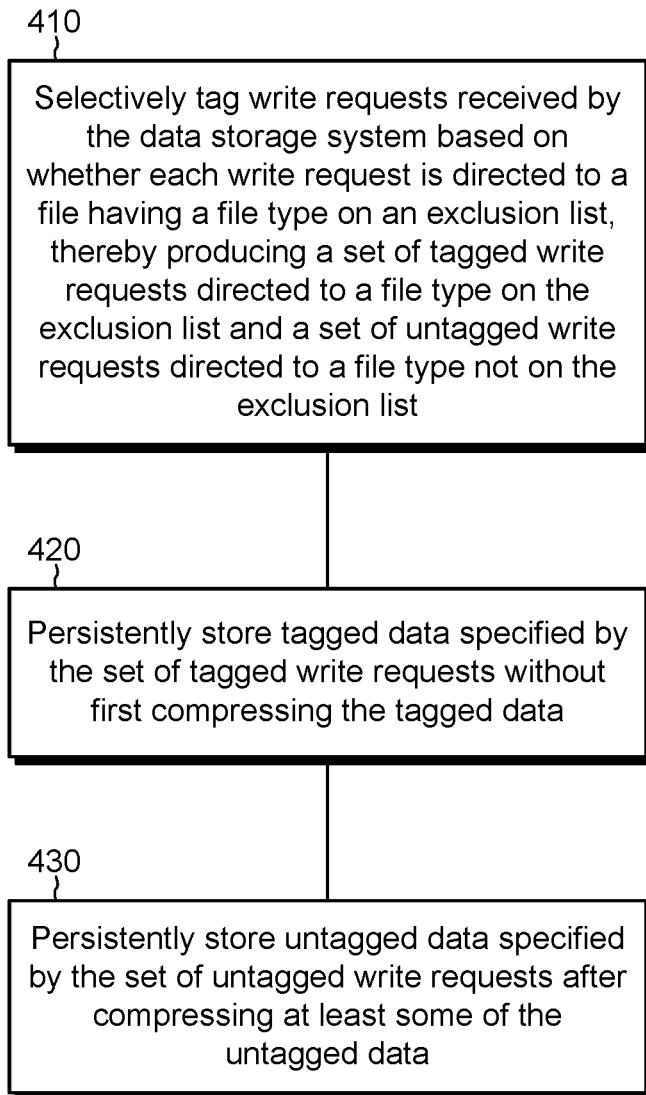 410
Selectively tag write requests received by
the data storage system based on
whether each write request is directed to a
file having a file type on an exclusion list,
thereby producing a set of tagged write
requests directed to a file type on the
exclusion list and a set of untagged write
requests directed to a file type not on the
exclusion list
420
Persistently store tagged data specified by
the set of tagged write requests without
first compressing the tagged data
430
Persistently store untagged data specified
by the set of untagged write requests after
compressing at least some of the
untagged data